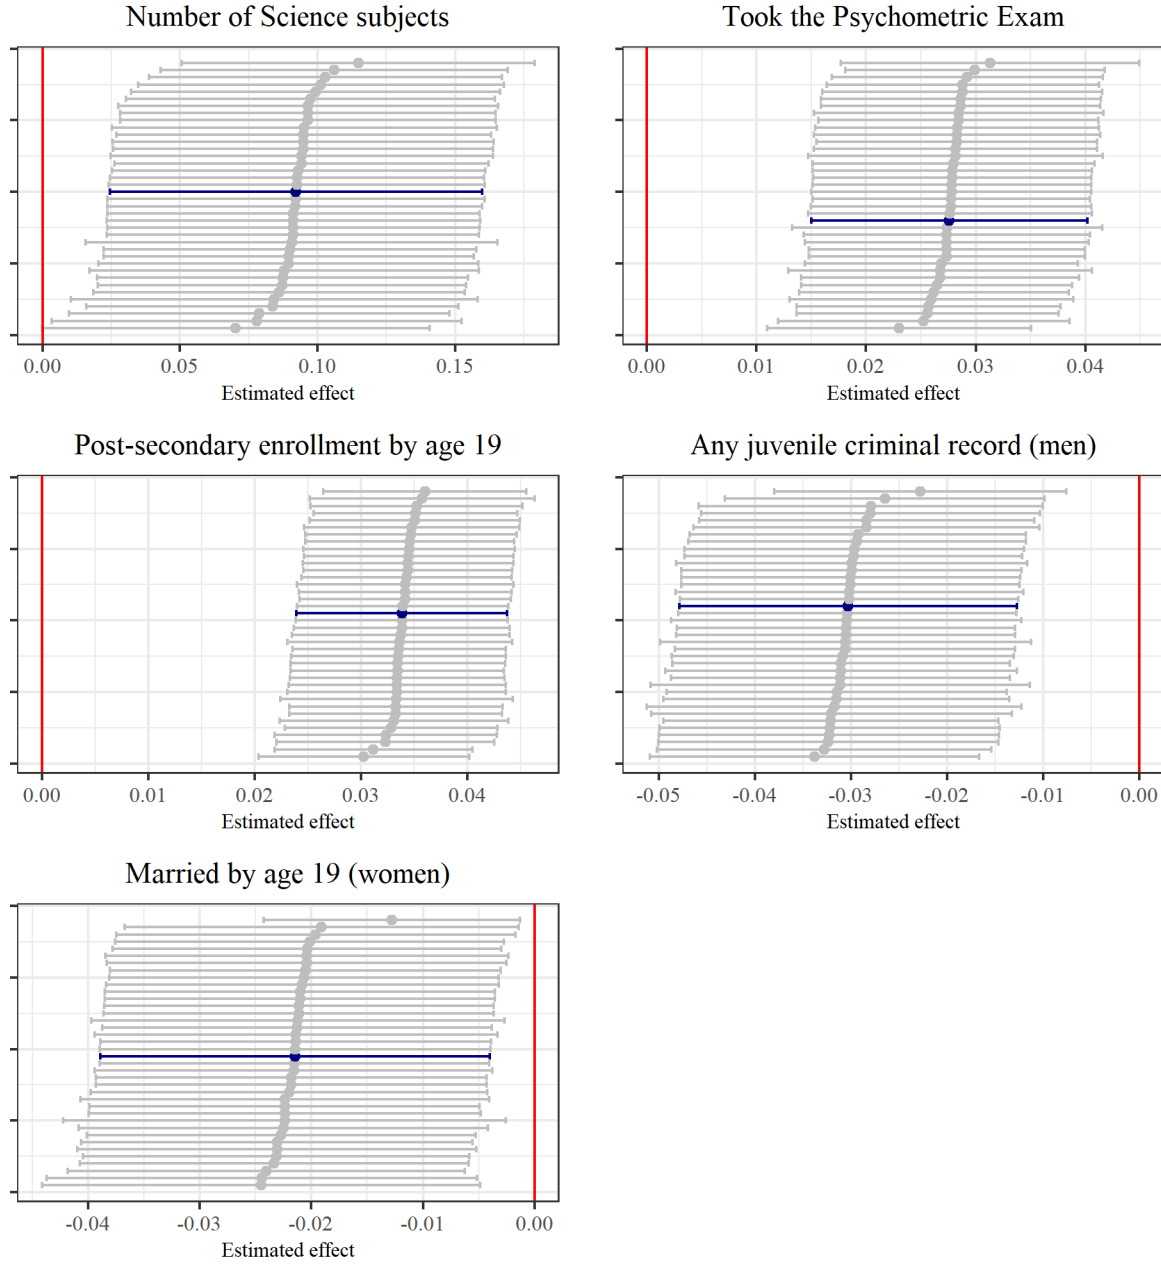 Number of Science subjects
Took the Psychometric Exam
0.00 0.05 0.10 0.15
Estimated effect
0.00 0.01 0.02 0.03 0.04
Estimated effect
Post-secondary enrollment by age 19
Any juvenile criminal record (men)
0.00 0.01 0.02 0.03 0.04
Estimated effect
-0.05 -0.04 -0.03 -0.02 -0.01 0.00
Estimated effect
Married by age 19 (women)
-0.04 -0.03 -0.02 -0.01 0.00
Estimated effect